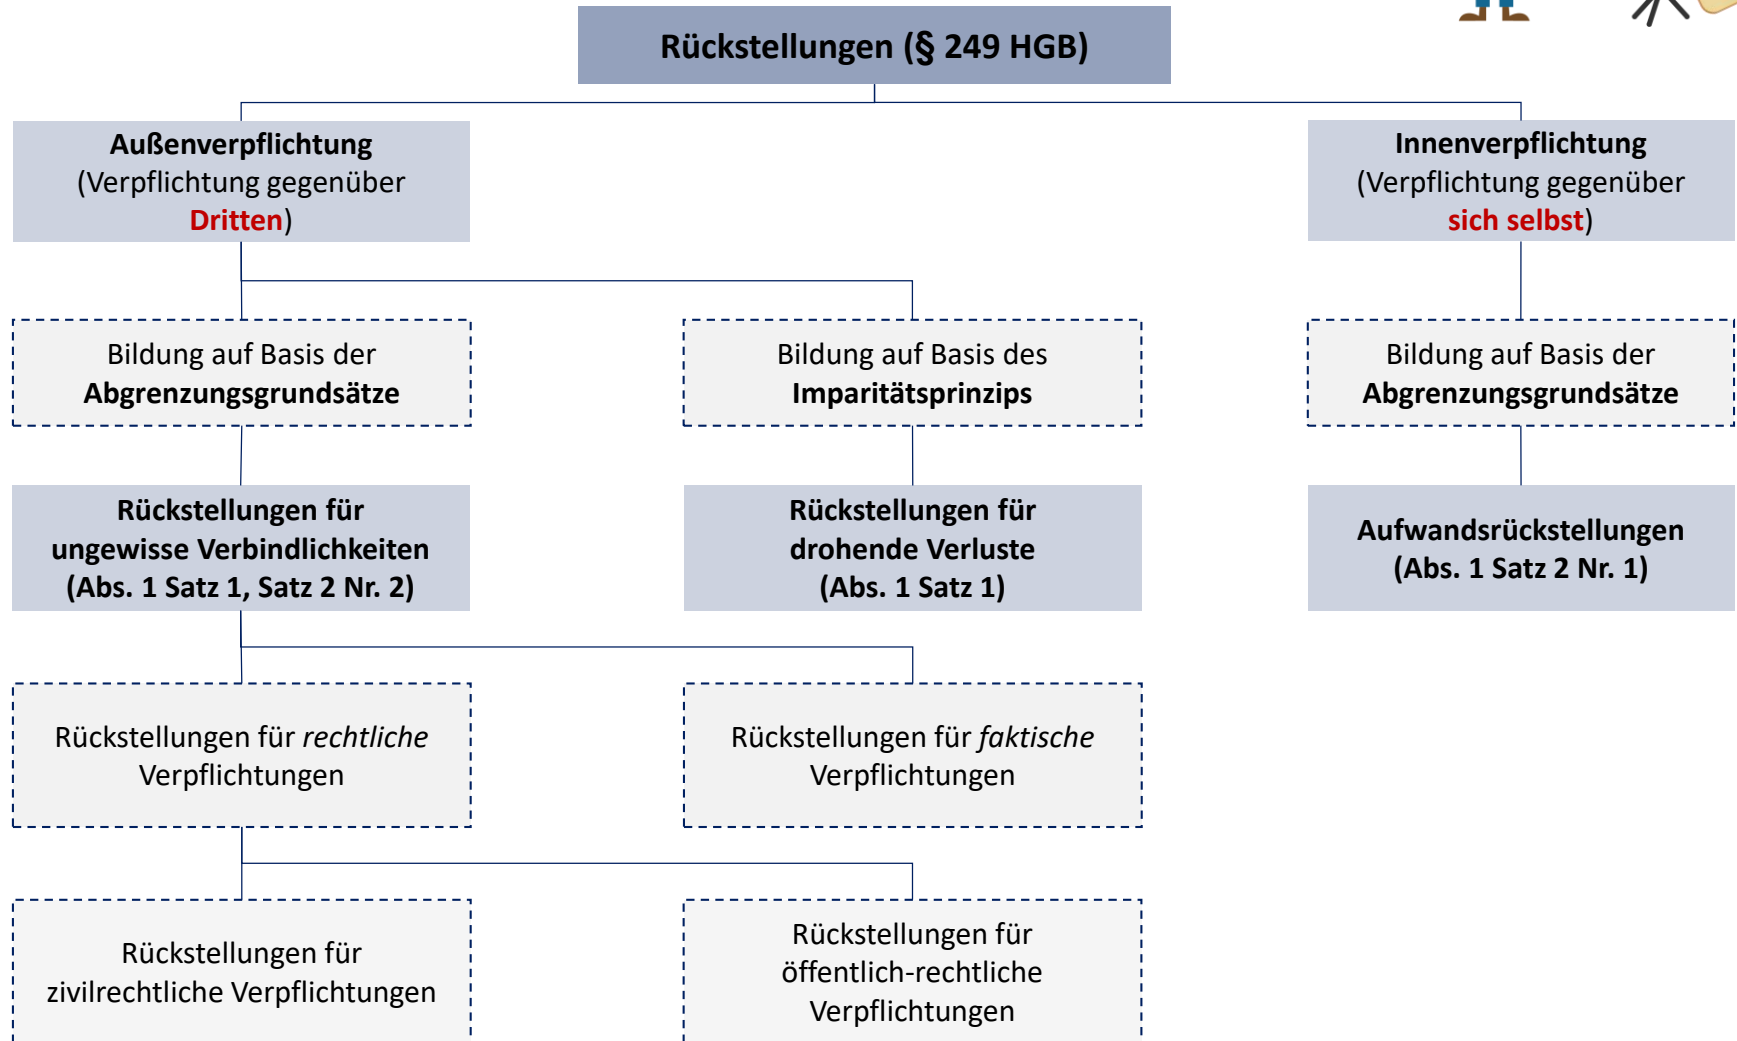 Rückstellungen (§ 249 HGB)
Außenverpflichtung
(Verpflichtung gegenüber
Dritten)
Innenverpflichtung
(Verpflichtung gegenüber
sich selbst)
Bildung auf Basis der
Abgrenzungsgrundsätze
Bildung auf Basis des
Imparitätsprinzips
Bildung auf Basis der
Abgrenzungsgrundsätze
Rückstellungen für
ungewisse Verbindlichkeiten
(Abs. 1 Satz 1, Satz 2 Nr. 2)
Rückstellungen für
drohende Verluste
(Abs. 1 Satz 1)
Aufwandsrückstellungen
(Abs. 1 Satz 2 Nr. 1)
Rückstellungen für rechtliche
Verpflichtungen
Rückstellungen für faktische
Verpflichtungen
Rückstellungen für
zivilrechtliche Verpflichtungen
Rückstellungen für
öffentlich-rechtliche
Verpflichtungen